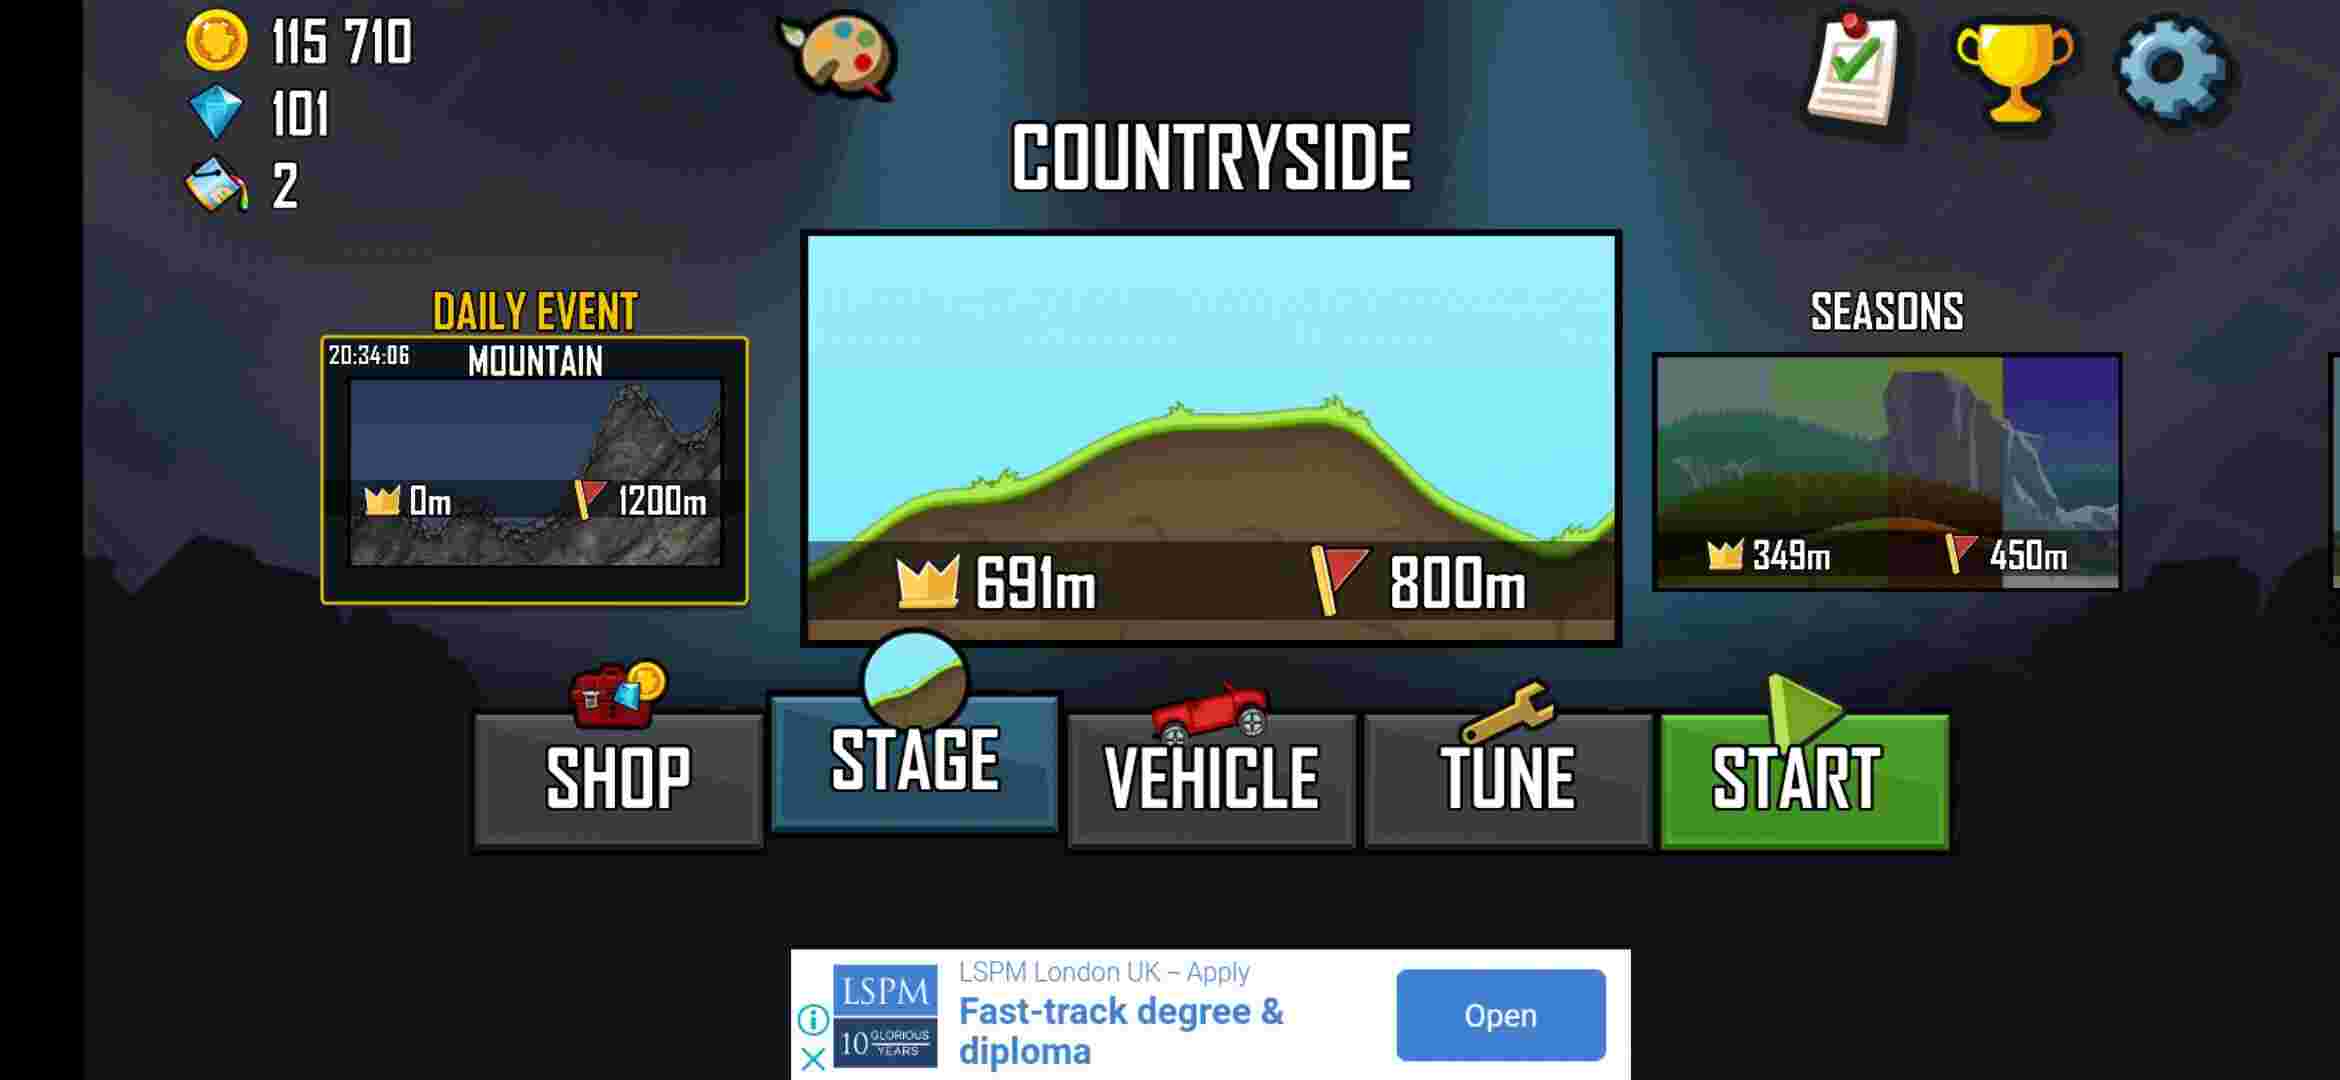 115 710
101
2
COUNTRYSIDE
DAILY EVENT
20:34:06 MOUNTAIN
0m 1200m
691m 800m
SEASONS
349m 450m
SHOP
STAGE
VEHICLE
TUNE
START
LSPM
10 GLORIOUS YEARS
LSPM London UK – Apply
Fast-track degree &
diploma
Open